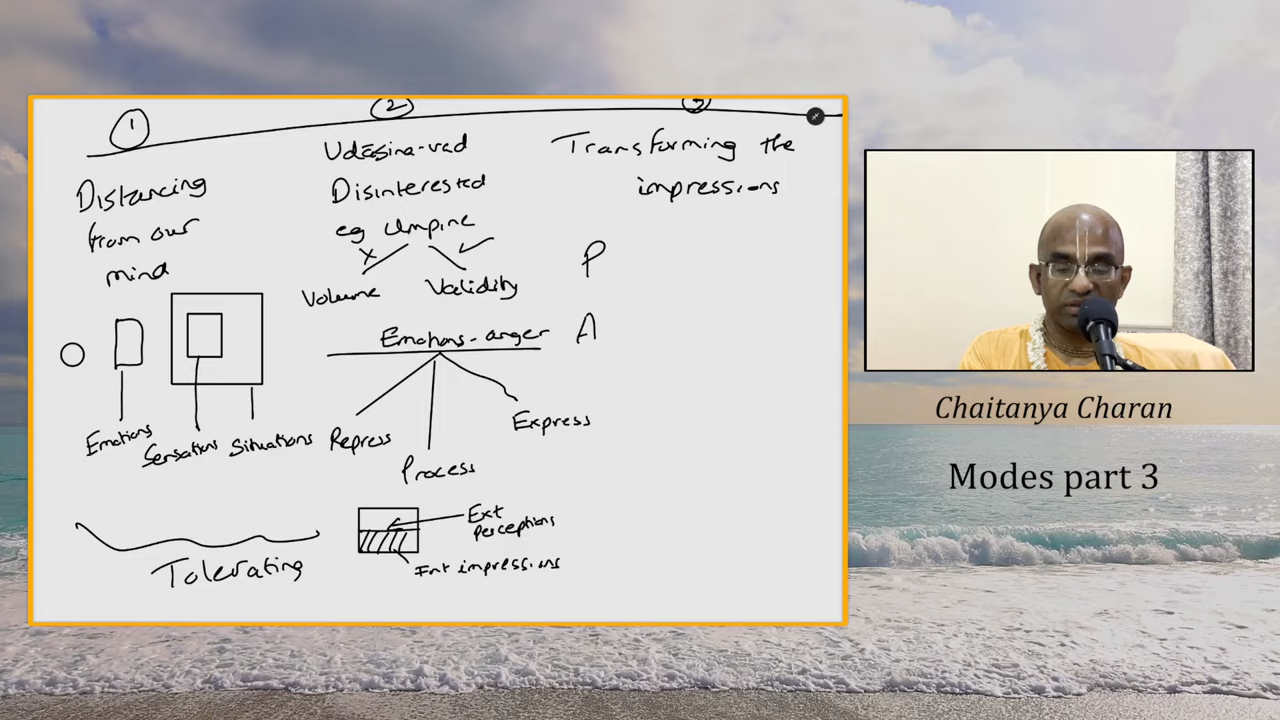 1
2
3
Distancing
from our
mind
Emotions
Sensations
Situations
Tolerating
Udasina-vad
Disinterested
eg Umpire
Volume
Validity
Emotions - anger
Repress
Process
Express
Ext
perceptions
Int impressions
Transforming the
impressions
P
A
Chaitanya Charan
Modes part 3